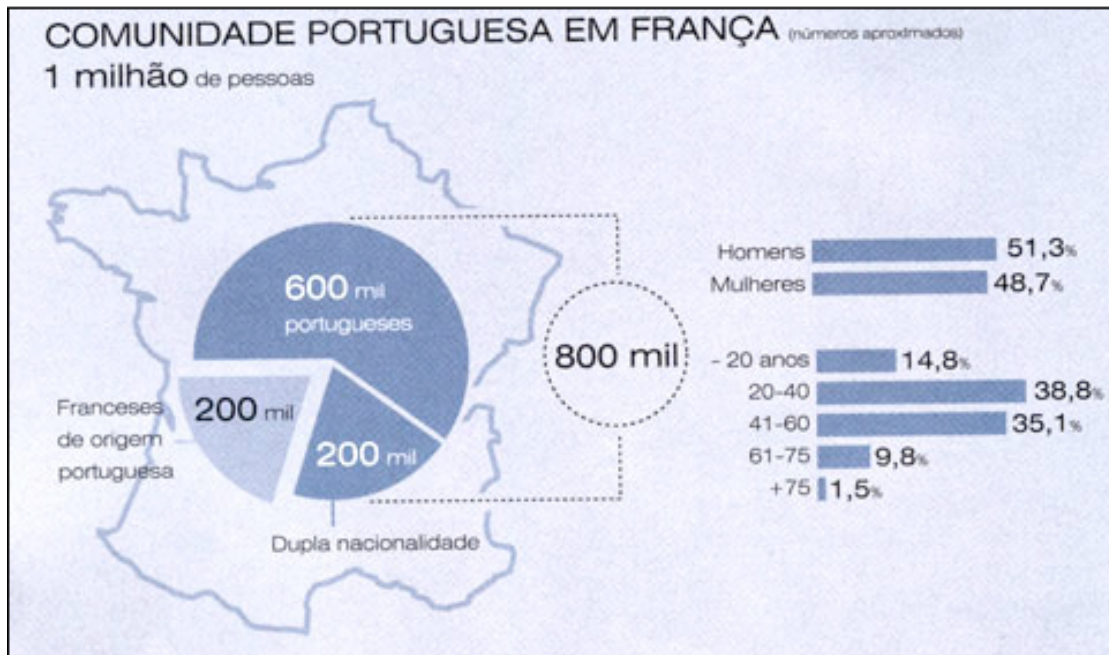 COMUNIDADE PORTUGUESA EM FRANÇA (números aproximados)
1 milhão de pessoas
600 mil
portugueses
200 mil
Franceses
de origem
portuguesa
200 mil
Dupla nacionalidade
800 mil
Homens 51,3%
Mulheres 48,7%
- 20 anos 14,8%
20-40 38,8%
41-60 35,1%
61-75 9,8%
+75 1,5%